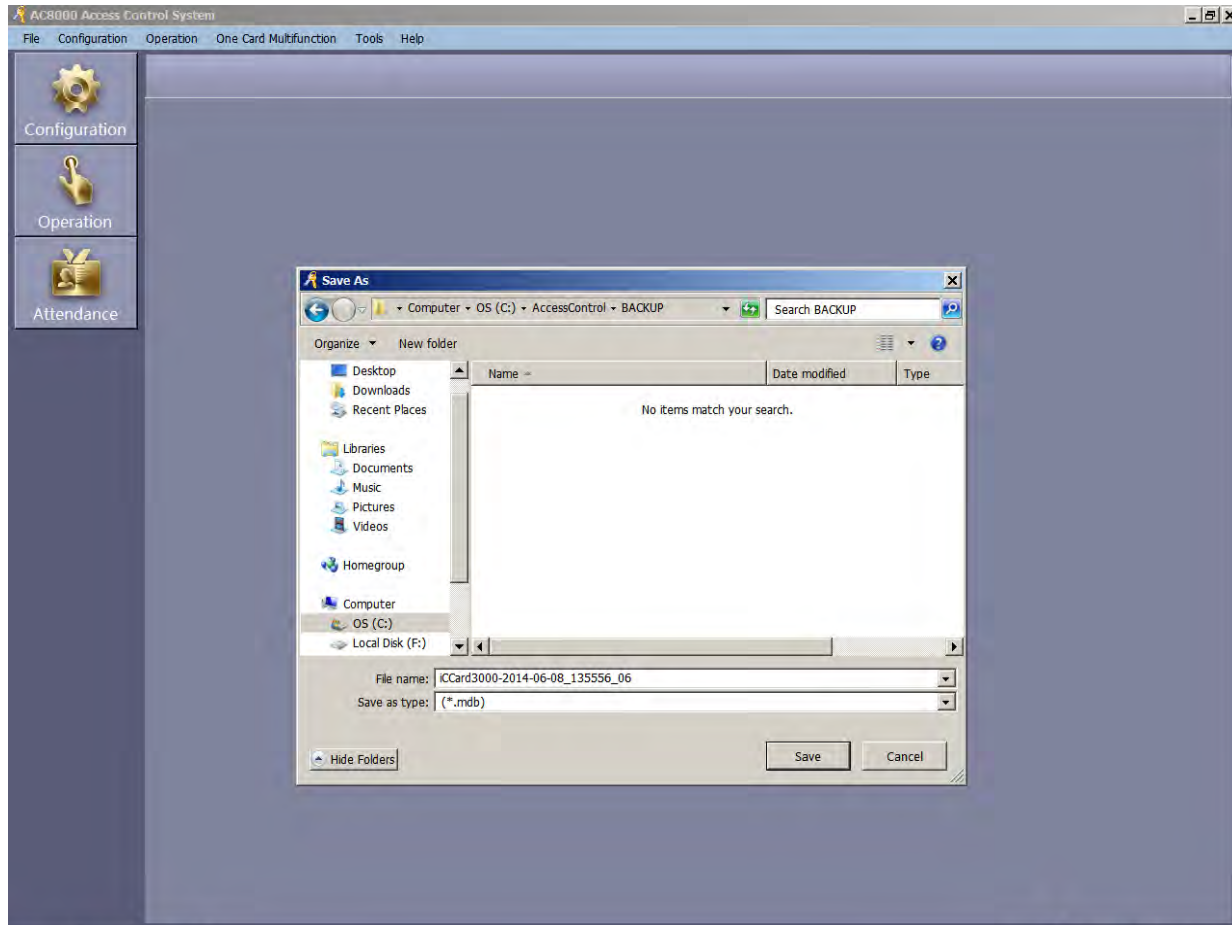 AC8000 Access Control System
File Configuration Operation One Card Multifunction Tools Help
Configuration
Operation
Attendance
Save As
Computer OS (C:) AccessControl BACKUP Search BACKUP
Organize New folder
Desktop
Downloads
Recent Places
Libraries
Documents
Music
Pictures
Videos
Homegroup
Computer
OS (C:)
Local Disk (F:)
Name Date modified Type
No items match your search.
File name: iCCard3000-2014-06-08_135556_06
Save as type: (*.mdb)
Hide Folders Save Cancel